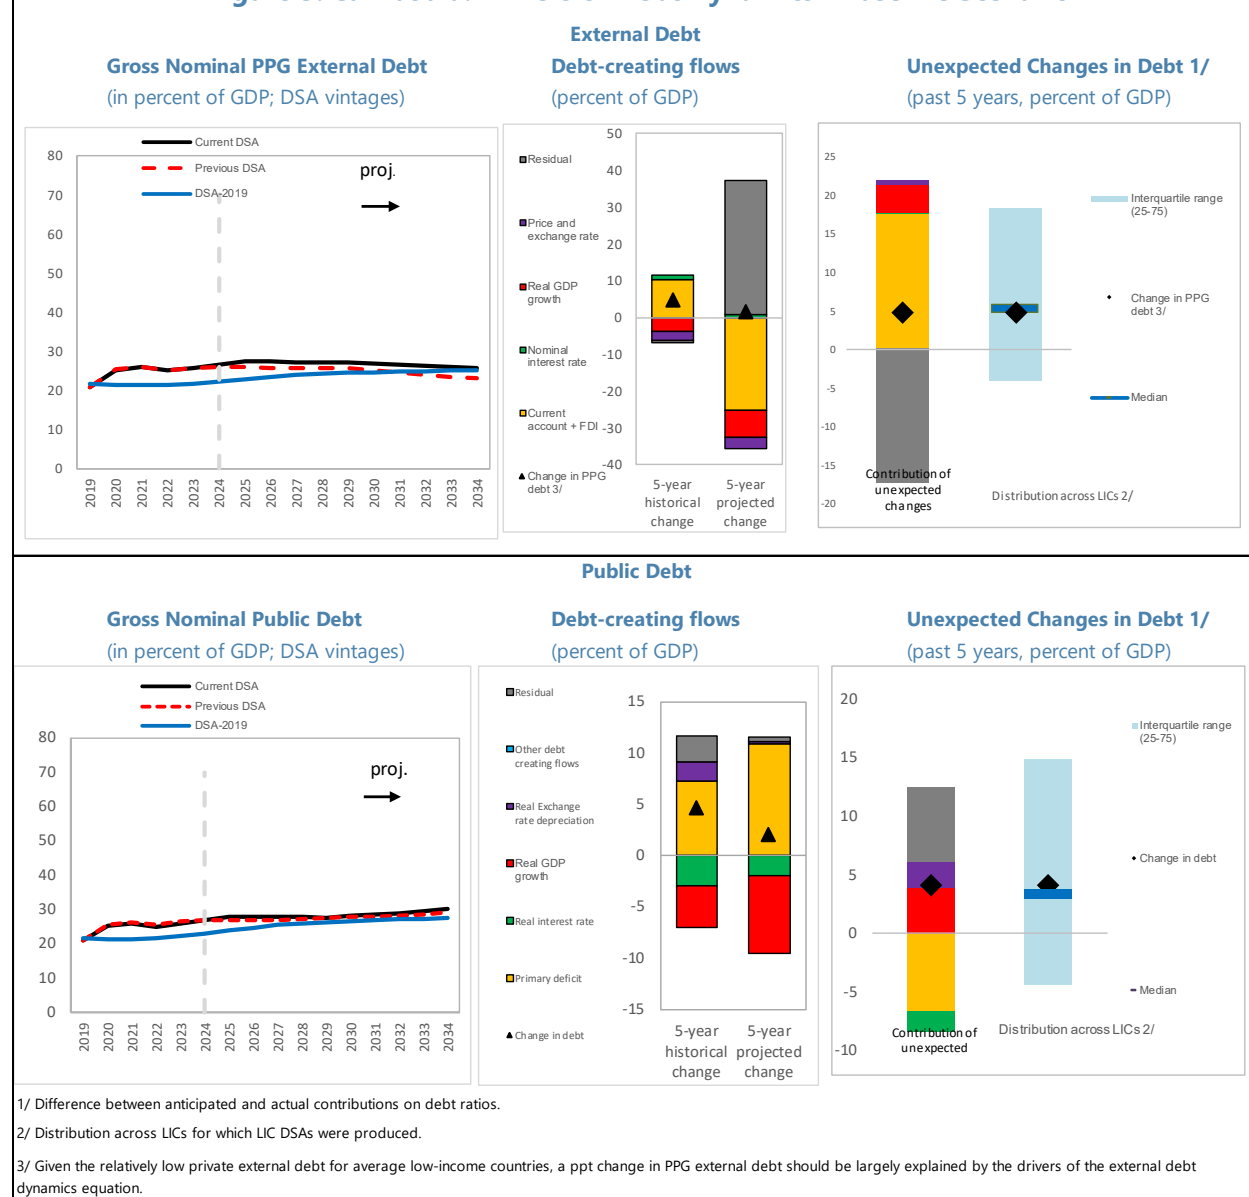 External Debt
Gross Nominal PPG External Debt
(in percent of GDP; DSA vintages)
Debt-creating flows
(percent of GDP)
Unexpected Changes in Debt 1/
(past 5 years, percent of GDP)
Current DSA
Previous DSA
DSA-2019
proj.
80
70
60
50
40
30
20
10
0
2019
2020
2021
2022
2023
2024
2025
2026
2027
2028
2029
2030
2031
2032
2033
2034
Residual
Price and
exchange rate
Real GDP
growth
Nominal
interest rate
Current
account + FDI
Change in PPG
debt 3/
50
40
30
20
10
0
-10
-20
-30
-40
5-year
historical
change
5-year
projected
change
25
20
15
10
5
0
-5
-10
-15
-20
Contribution of
unexpected
changes
Distribution across LICs 2/
Interquartile range
(25-75)
Change in PPG
debt 3/
Median
Public Debt
Gross Nominal Public Debt
(in percent of GDP; DSA vintages)
Debt-creating flows
(percent of GDP)
Unexpected Changes in Debt 1/
(past 5 years, percent of GDP)
Current DSA
Previous DSA
DSA-2019
proj.
80
70
60
50
40
30
20
10
0
2019
2020
2021
2022
2023
2024
2025
2026
2027
2028
2029
2030
2031
2032
2033
2034
Residual
Other debt
creating flows
Real Exchange
rate depreciation
Real GDP
growth
Real interest rate
Primary deficit
Change in debt
15
10
5
0
-5
-10
-15
5-year
historical
change
5-year
projected
change
20
15
10
5
0
-5
-10
Contribution of
unexpected
Distribution across LICs 2/
Interquartile range
(25-75)
Change in debt
Median
1/ Difference between anticipated and actual contributions on debt ratios.
2/ Distribution across LICs for which LIC DSAs were produced.
3/ Given the relatively low private external debt for average low-income countries, a ppt change in PPG external debt should be largely explained by the drivers of the external debt
dynamics equation.